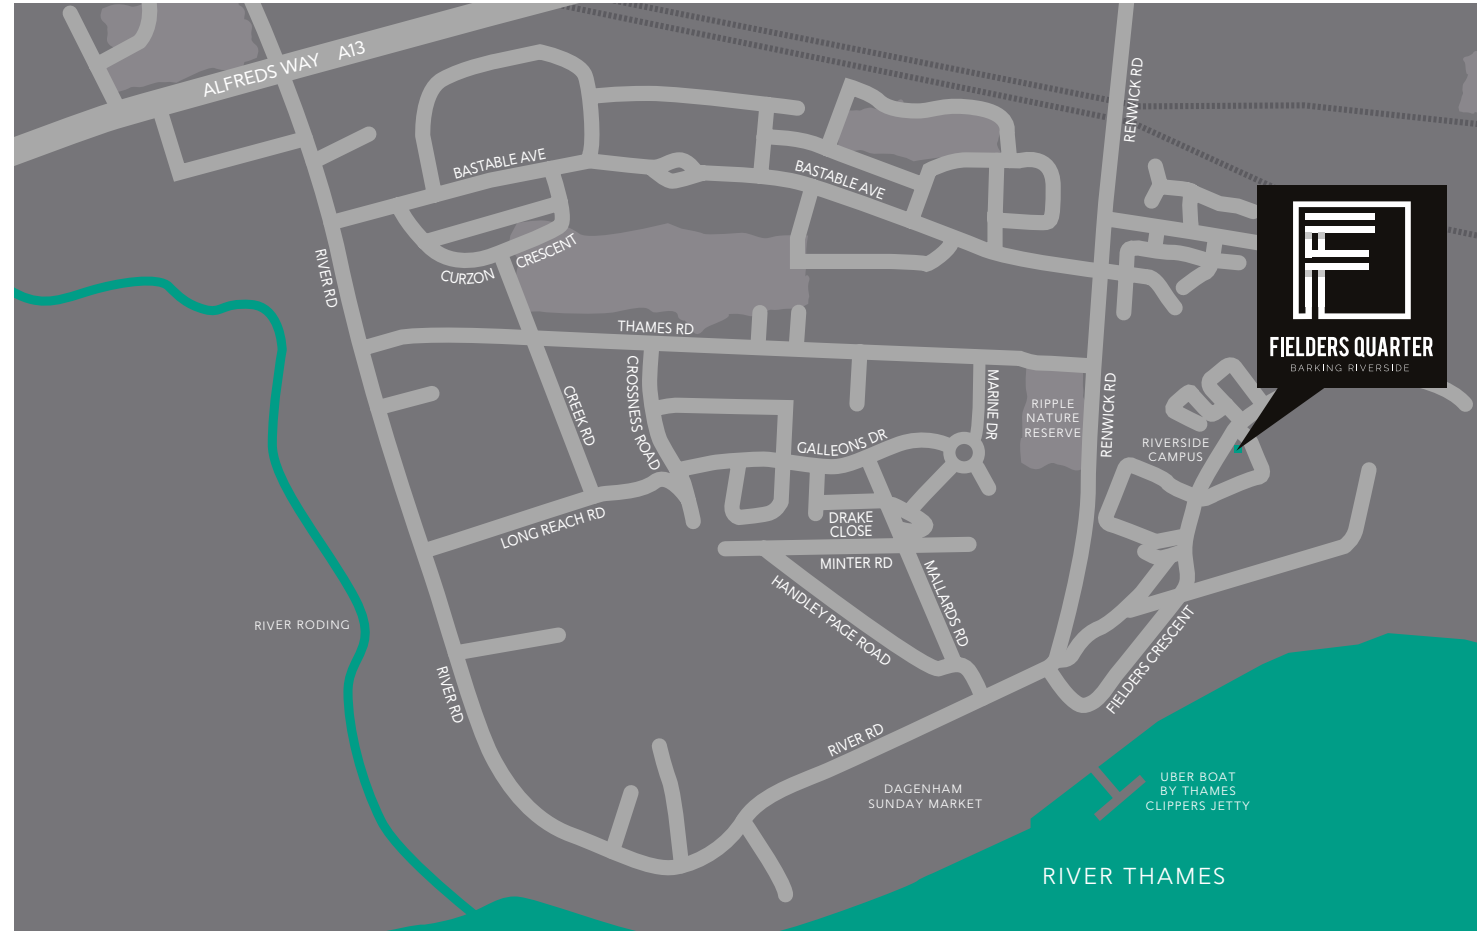 ALFREDS WAY A13
RENWICK RD
BASTABLE AVE
BASTABLE AVE
CURZON
CRESCENT
RIVER RD
THAMES RD
FIELDERS QUARTER
BARKING RIVERSIDE
CREEK RD
CROSSNESS ROAD
MARINE DR
RIPPLE
NATURE
RESERVE
RENWICK RD
RIVERSIDE
CAMPUS
GALLEONS DR
LONG REACH RD
DRAKE
CLOSE
MINTER RD
HANDLEY PAGE ROAD
MALLARDS RD
RIVER RODING
FIELDERS CRESCENT
RIVER RD
RIVER RD
DAGENHAM
SUNDAY MARKET
UBER BOAT
BY THAMES
CLIPPERS JETTY
RIVER THAMES